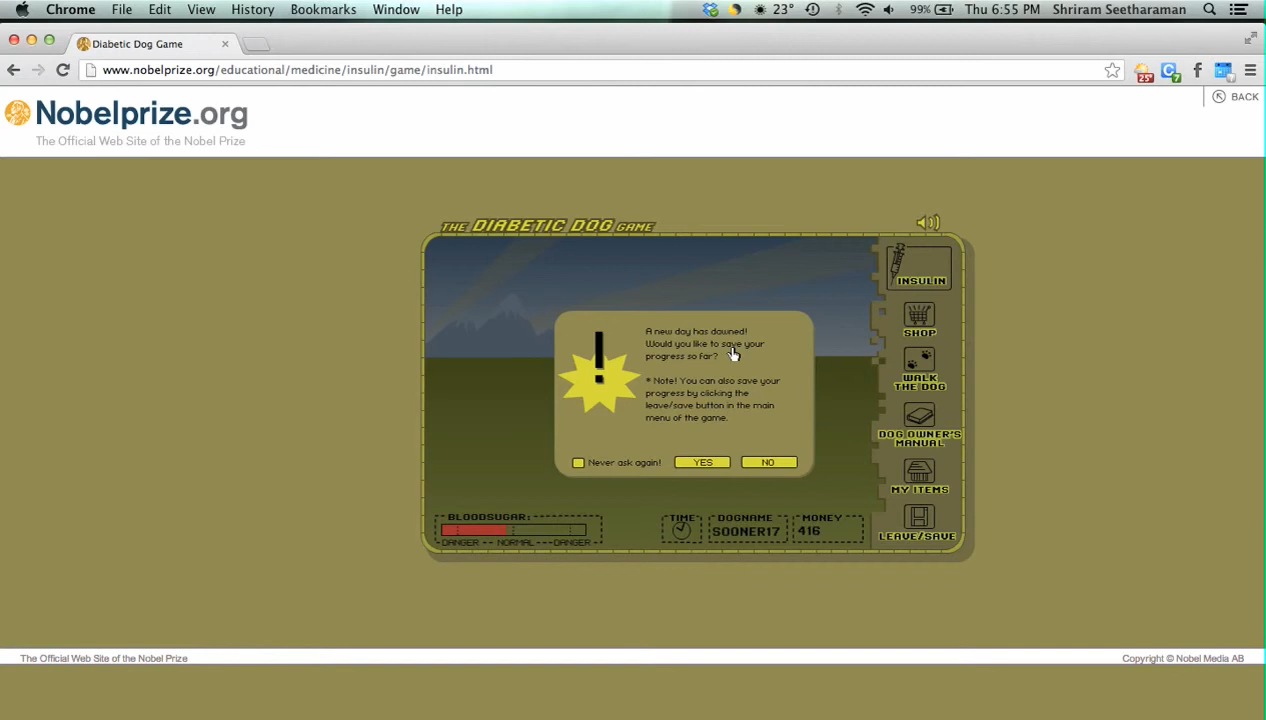 Chrome File Edit View History Bookmarks Window Help 23° 99% Thu 6:55 PM Shriram Seetharaman
Diabetic Dog Game
www.nobelprize.org/educational/medicine/insulin/game/insulin.html 25° 7
BACK
Nobelprize.org
The Official Web Site of the Nobel Prize
THE DIABETIC DOG GAME
INSULIN
SHOP
WALK
THE DOG
DOG OWNER'S
MANUAL
MY ITEMS
LEAVE/SAVE
A new day has dawned!
Would you like to save your
progress so far?
* Note! You can also save your
progress by clicking the
leave/save button in the main
menu of the game.
Never ask again! YES NO
BLOODSUGAR:
DANGER -- NORMAL -- DANGER
TIME
DOGNAME
SOONER17
MONEY
416
The Official Web Site of the Nobel Prize Copyright © Nobel Media AB